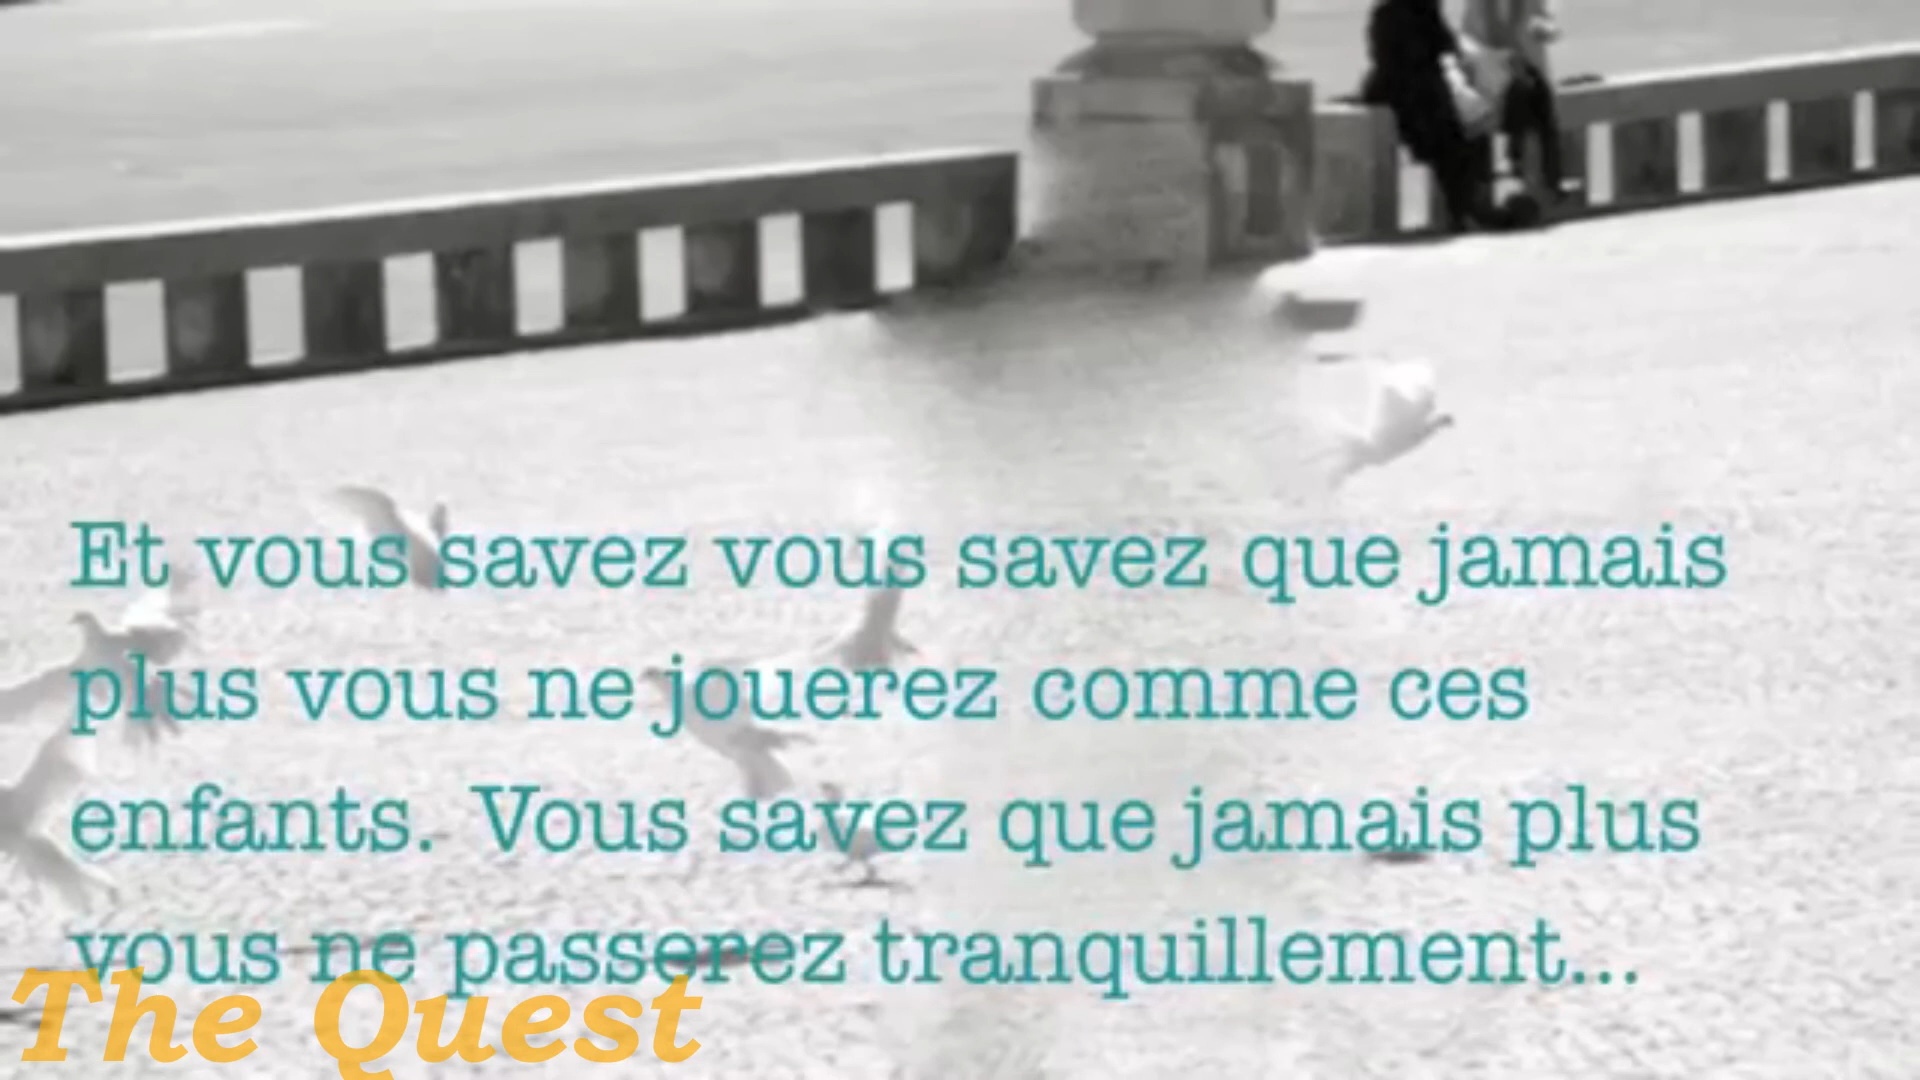 Et vous savez vous savez que jamais
plus vous ne jouerez comme ces
enfants. Vous savez que jamais plus
vous ne passerez tranquillement...
The Quest